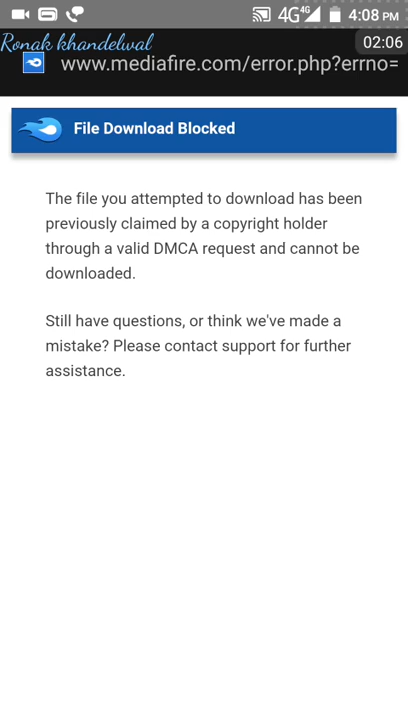 4G 4G 4:08 PM
Ronak khandelwal
02:06
www.mediafire.com/error.php?errno=
File Download Blocked
The file you attempted to download has been
previously claimed by a copyright holder
through a valid DMCA request and cannot be
downloaded.
Still have questions, or think we've made a
mistake? Please contact support for further
assistance.